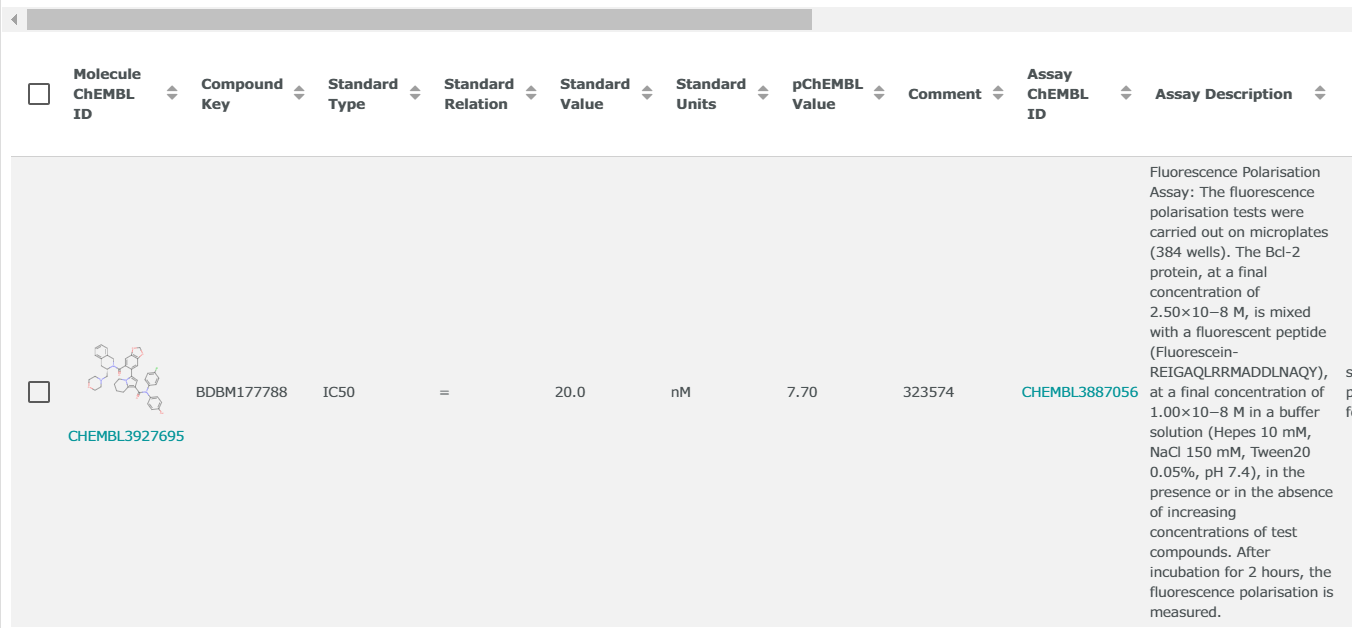 Molecule ChEMBL ID
Compound Key
Standard Type
Standard Relation
Standard Value
Standard Units
pChEMBL Value
Comment
Assay ChEMBL ID
Assay Description
CHEMBL3927695
BDBM177788
IC50
=
20.0
nM
7.70
323574
CHEMBL3887056
Fluorescence Polarisation
Assay: The fluorescence
polarisation tests were
carried out on microplates
(384 wells). The Bcl-2
protein, at a final
concentration of
2.50×10−8 M, is mixed
with a fluorescent peptide
(Fluorescein-
REIGAQLRRMADDLNAQY),
at a final concentration of
1.00×10−8 M in a buffer
solution (Hepes 10 mM,
NaCl 150 mM, Tween20
0.05%, pH 7.4), in the
presence or in the absence
of increasing
concentrations of test
compounds. After
incubation for 2 hours, the
fluorescence polarisation is
measured.